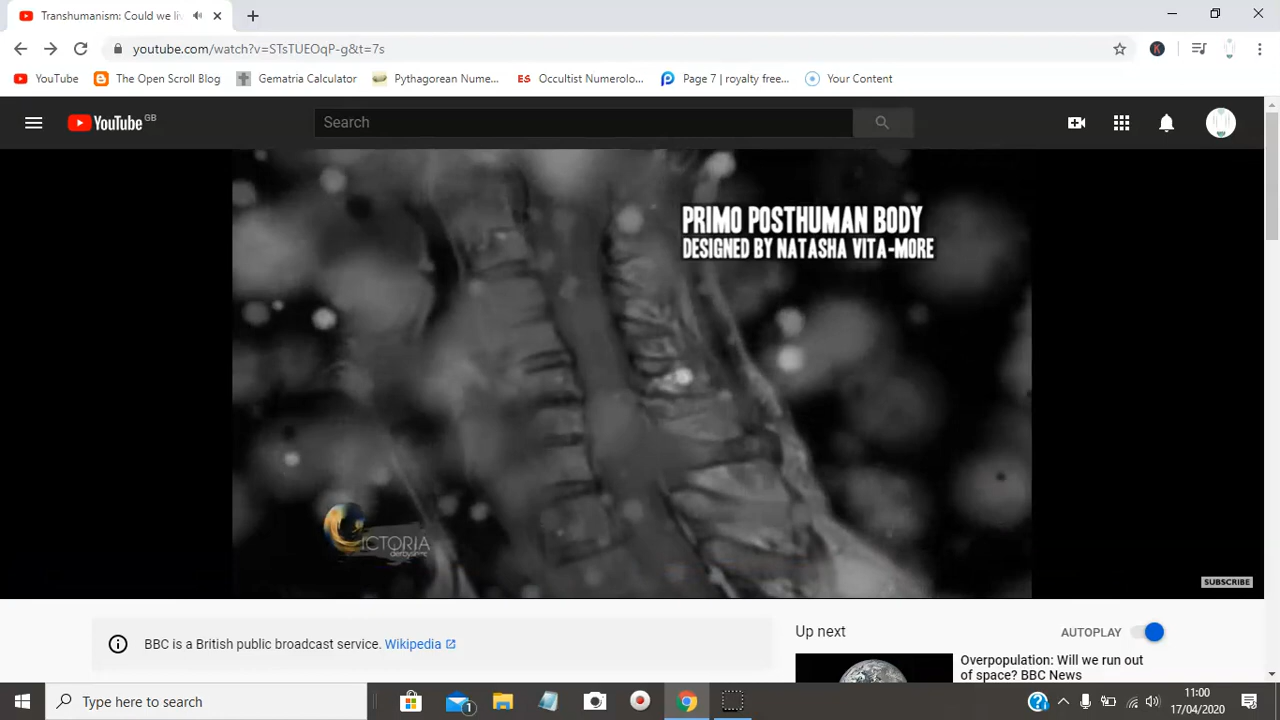 Transhumanism: Could we li
youtube.com/watch?v=STsTUEOqP-g&t=7s
YouTube
The Open Scroll Blog
Gematria Calculator
Pythagorean Nume...
ES Occultist Numerolo...
Page 7 | royalty free...
Your Content
YouTube GB
Search
PRIMO POSTHUMAN BODY
DESIGNED BY NATASHA VITA-MORE
ICTORIA
SUBSCRIBE
BBC is a British public broadcast service. Wikipedia
Up next
AUTOPLAY
Overpopulation: Will we run out
of space? BBC News
Type here to search
1
11:00
17/04/2020